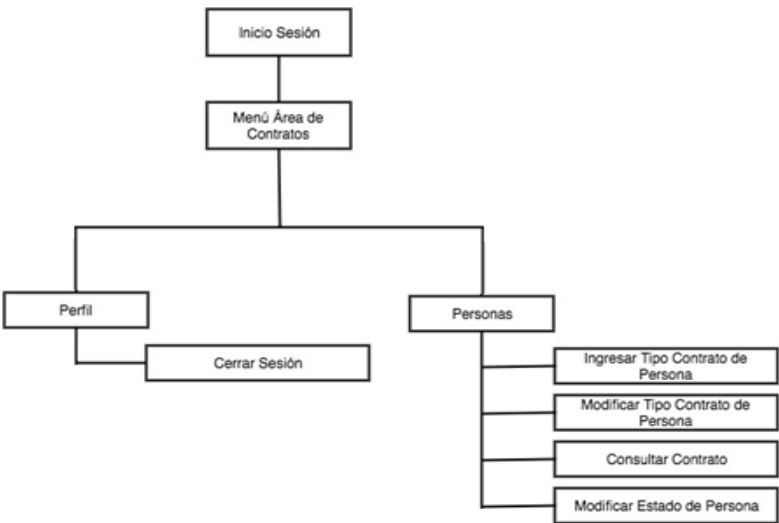 Inicio Sesión
Menú Área de
Contratos
Perfil
Personas
Cerrar Sesión
Ingresar Tipo Contrato de
Persona
Modificar Tipo Contrato de
Persona
Consultar Contrato
Modificar Estado de Persona